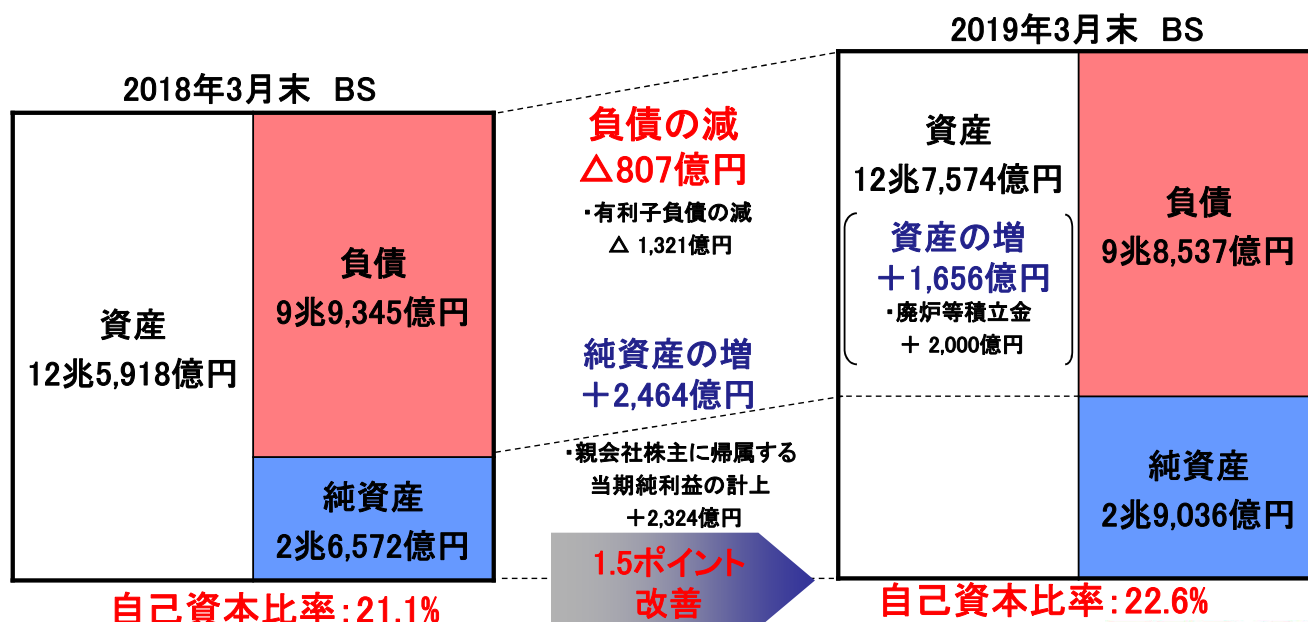 2018年3月末 BS
資産
12兆5,918億円
負債
9兆9,345億円
純資産
2兆6,572億円
自己資本比率：21.1%
負債の減
△807億円
・有利子負債の減
△ 1,321億円
純資産の増
＋2,464億円
・親会社株主に帰属する
当期純利益の計上
＋2,324億円
1.5ポイント
改善
2019年3月末 BS
資産
12兆7,574億円
資産の増
＋1,656億円
・廃炉等積立金
＋ 2,000億円
負債
9兆8,537億円
純資産
2兆9,036億円
自己資本比率：22.6%